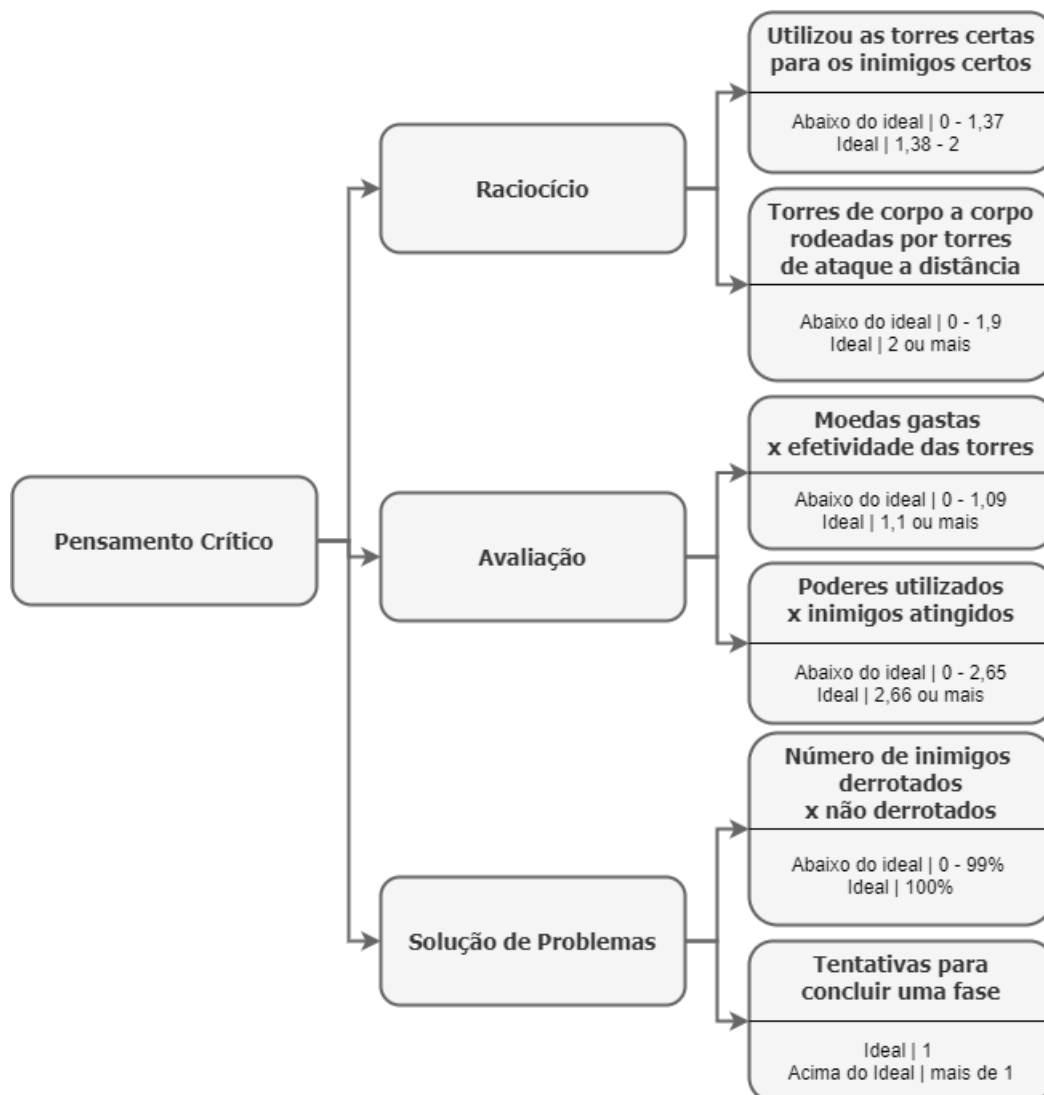 Pensamento Crítico
Raciocício
Utilizou as torres certas
para os inimigos certos
Abaixo do ideal | 0 - 1,37
Ideal | 1,38 - 2
Torres de corpo a corpo
rodeadas por torres
de ataque a distância
Abaixo do ideal | 0 - 1,9
Ideal | 2 ou mais
Avaliação
Moedas gastas
x efetividade das torres
Abaixo do ideal | 0 - 1,09
Ideal | 1,1 ou mais
Poderes utilizados
x inimigos atingidos
Abaixo do ideal | 0 - 2,65
Ideal | 2,66 ou mais
Solução de Problemas
Número de inimigos
derrotados
x não derrotados
Abaixo do ideal | 0 - 99%
Ideal | 100%
Tentativas para
concluir uma fase
Ideal | 1
Acima do Ideal | mais de 1